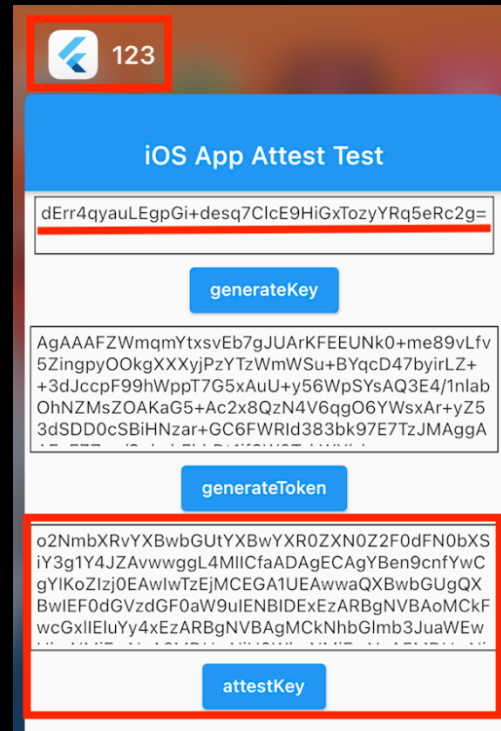 123
iOS App Attest Test
dErr4qyauLEgpGi+desq7ClcE9HiGxTozyYRq5eRc2g=
generateKey
AgAAAFZWmqmYtxsvEb7gJUArKFEEUNk0+me89vLfv
5ZingpyOOkgXXXyjPzYTzWmWSu+BYqcD47byirLZ+
+3dJccpF99hWppT7G5xAuU+y56WpSYsAQ3E4/1nlab
OhNZMsZOAKaG5+Ac2x8QzN4V6qgO6YWsxAr+yZ5
3dSDD0cSBiHNzar+GC6FWRId383bk97E7TzJMAggA
generateToken
o2NmbXRvYXBwbGUtYXBwYXR0ZXN0Z2F0dFN0bXS
iY3g1Y4JZAvwwggL4MIICfaADAgECAgYBen9cnfYwC
gYIKoZIzj0EAwIwTzEjMCEGA1UEAwwaQXBwbGUgQX
BwIEF0dGVzdGF0aW9uIENBIDExEzARBgNVBAoMCkF
wcGxlIEluYy4xEzARBgNVBAgMCkNhbGlmb3JuaWEw
attestKey